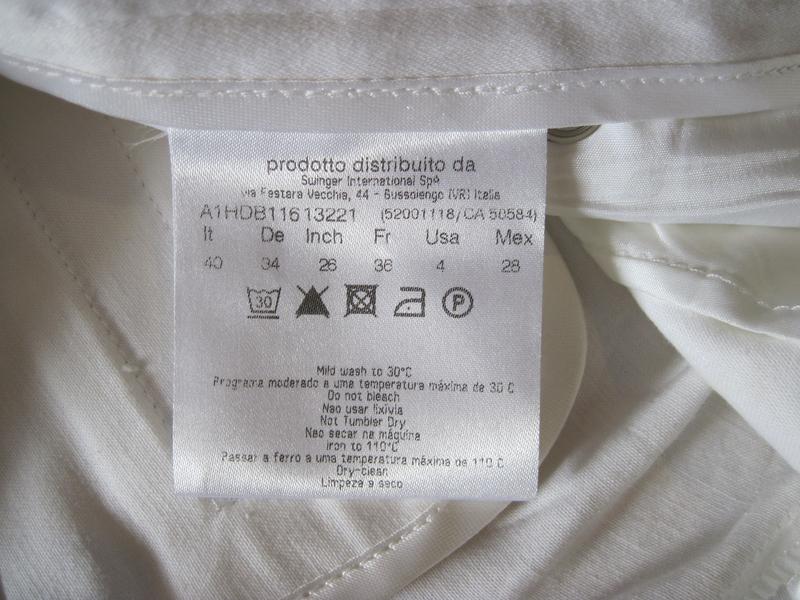 prodotto distribuito da
Swinger International SpA
via Festara Vecchia, 44 - Bussolengo (VR) Italia
A1HDB116 13221 (52001118/CA 50584)
It De Inch Fr Usa Mex
40 34 26 36 4 28
30 P
Mild wash to 30°C
Programa moderado a uma temperatura máxima de 30 C
Do not bleach
Nao usar lixivia
Not Tumbler Dry
Nao secar na máquina
Iron to 110°C
Passar a ferro a uma temperatura máxima de 110 C
Dry-clean
Limpeza a seco